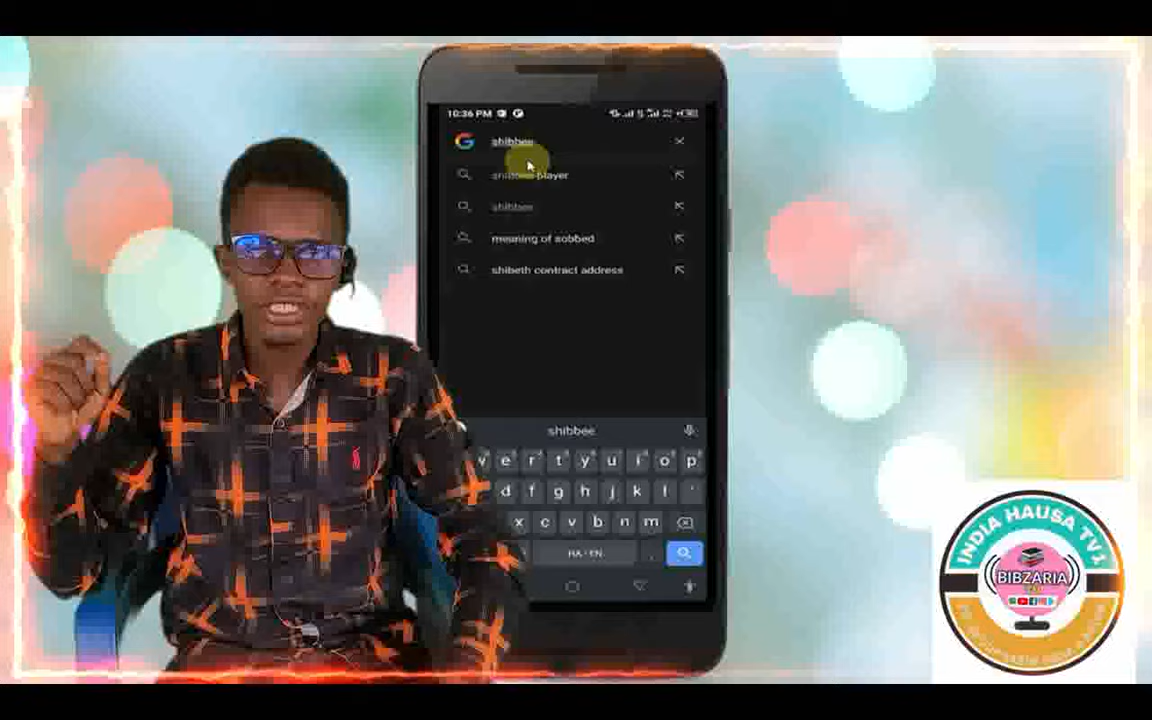 10:36 PM
shibbee
shibbee player
shibbee
meaning of sobbed
shibeth contract address
shibbee
e r t y u i o p
d f g h j k l
x c v b n m
HA · EN
INDIA HAUSA TV1
BIBZARIA